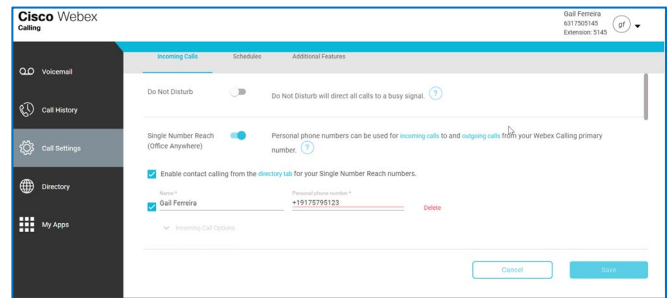 Cisco Webex
Calling
Gail Ferreira
6317505145
Extension: 5145
gf
Voicemail
Call History
Call Settings
Directory
My Apps
Incoming Calls Schedules Additional Features
Do Not Disturb
Do Not Disturb will direct all calls to a busy signal. ?
Single Number Reach
(Office Anywhere)
Personal phone numbers can be used for incoming calls to and outgoing calls from your Webex Calling primary
number. ?
Enable contact calling from the directory tab for your Single Number Reach numbers.
Name * Personal phone number *
Gail Ferreira +19175795123 Delete
Incoming Call Options
Cancel Save